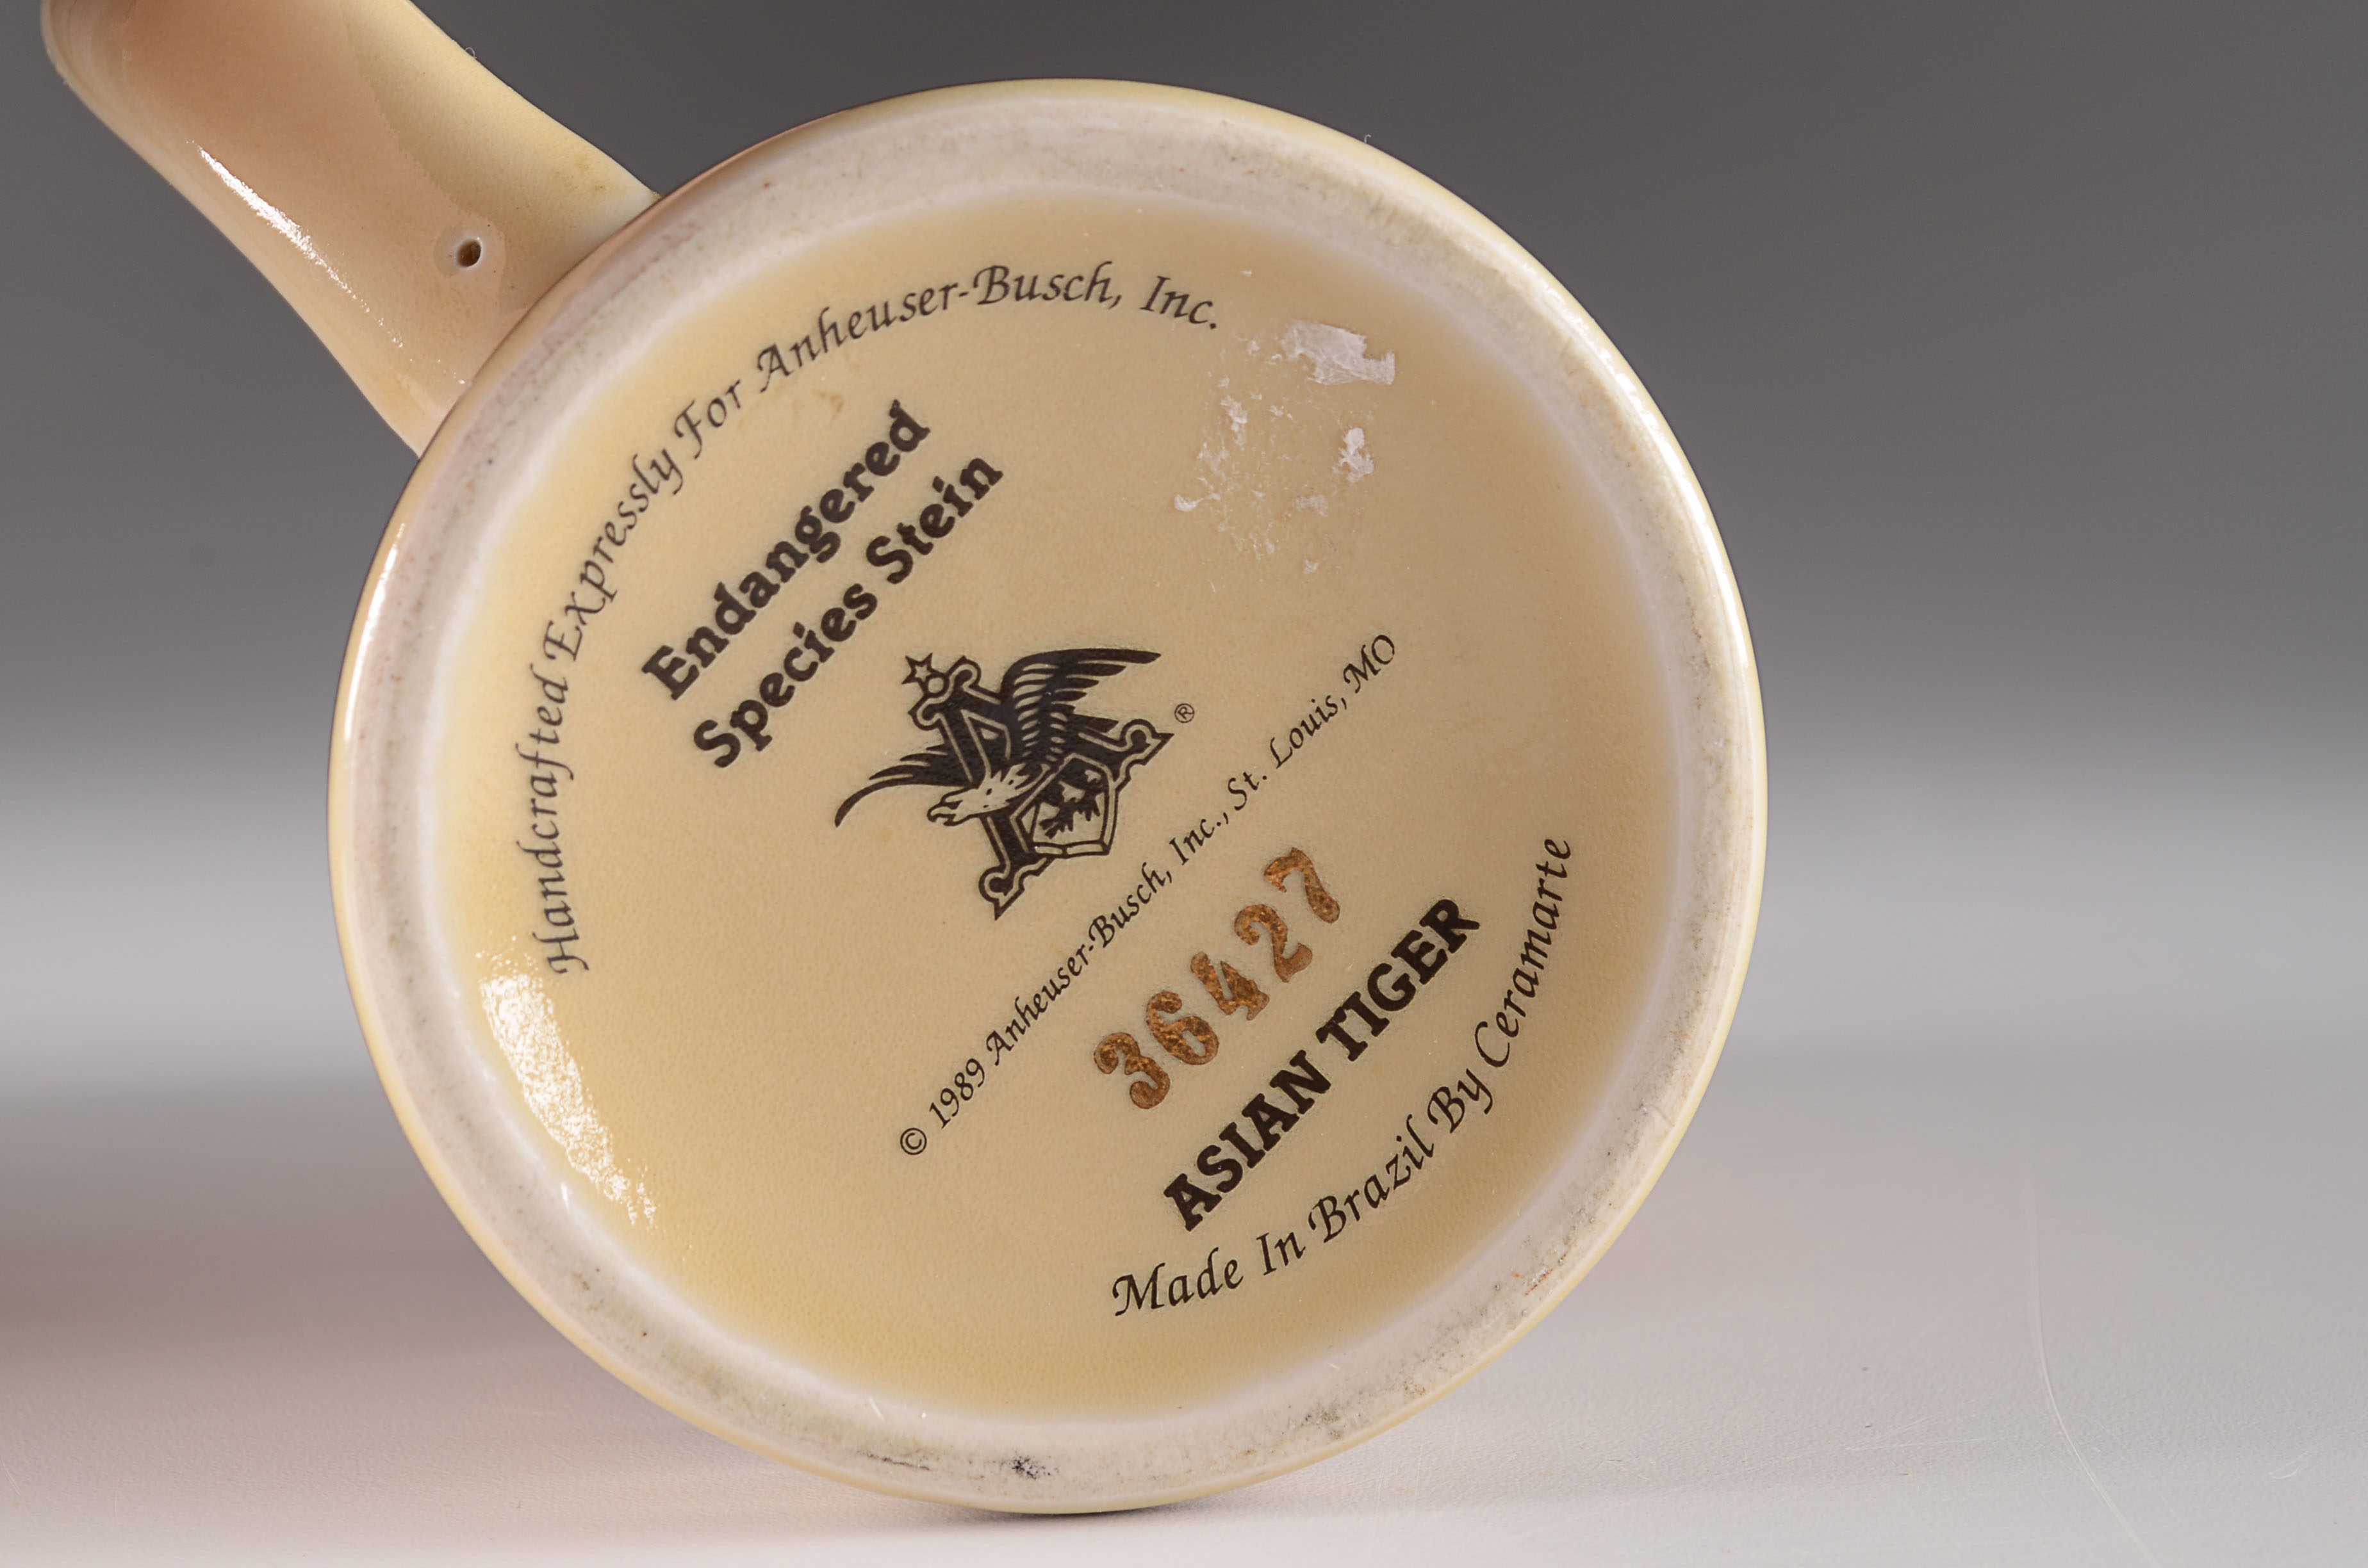 Handcrafted Expressly For Anheuser-Busch, Inc.
Endangered
Species Stein
®
© 1989 Anheuser-Busch, Inc., St. Louis, MO
36427
ASIAN TIGER
Made In Brazil By Ceramarte